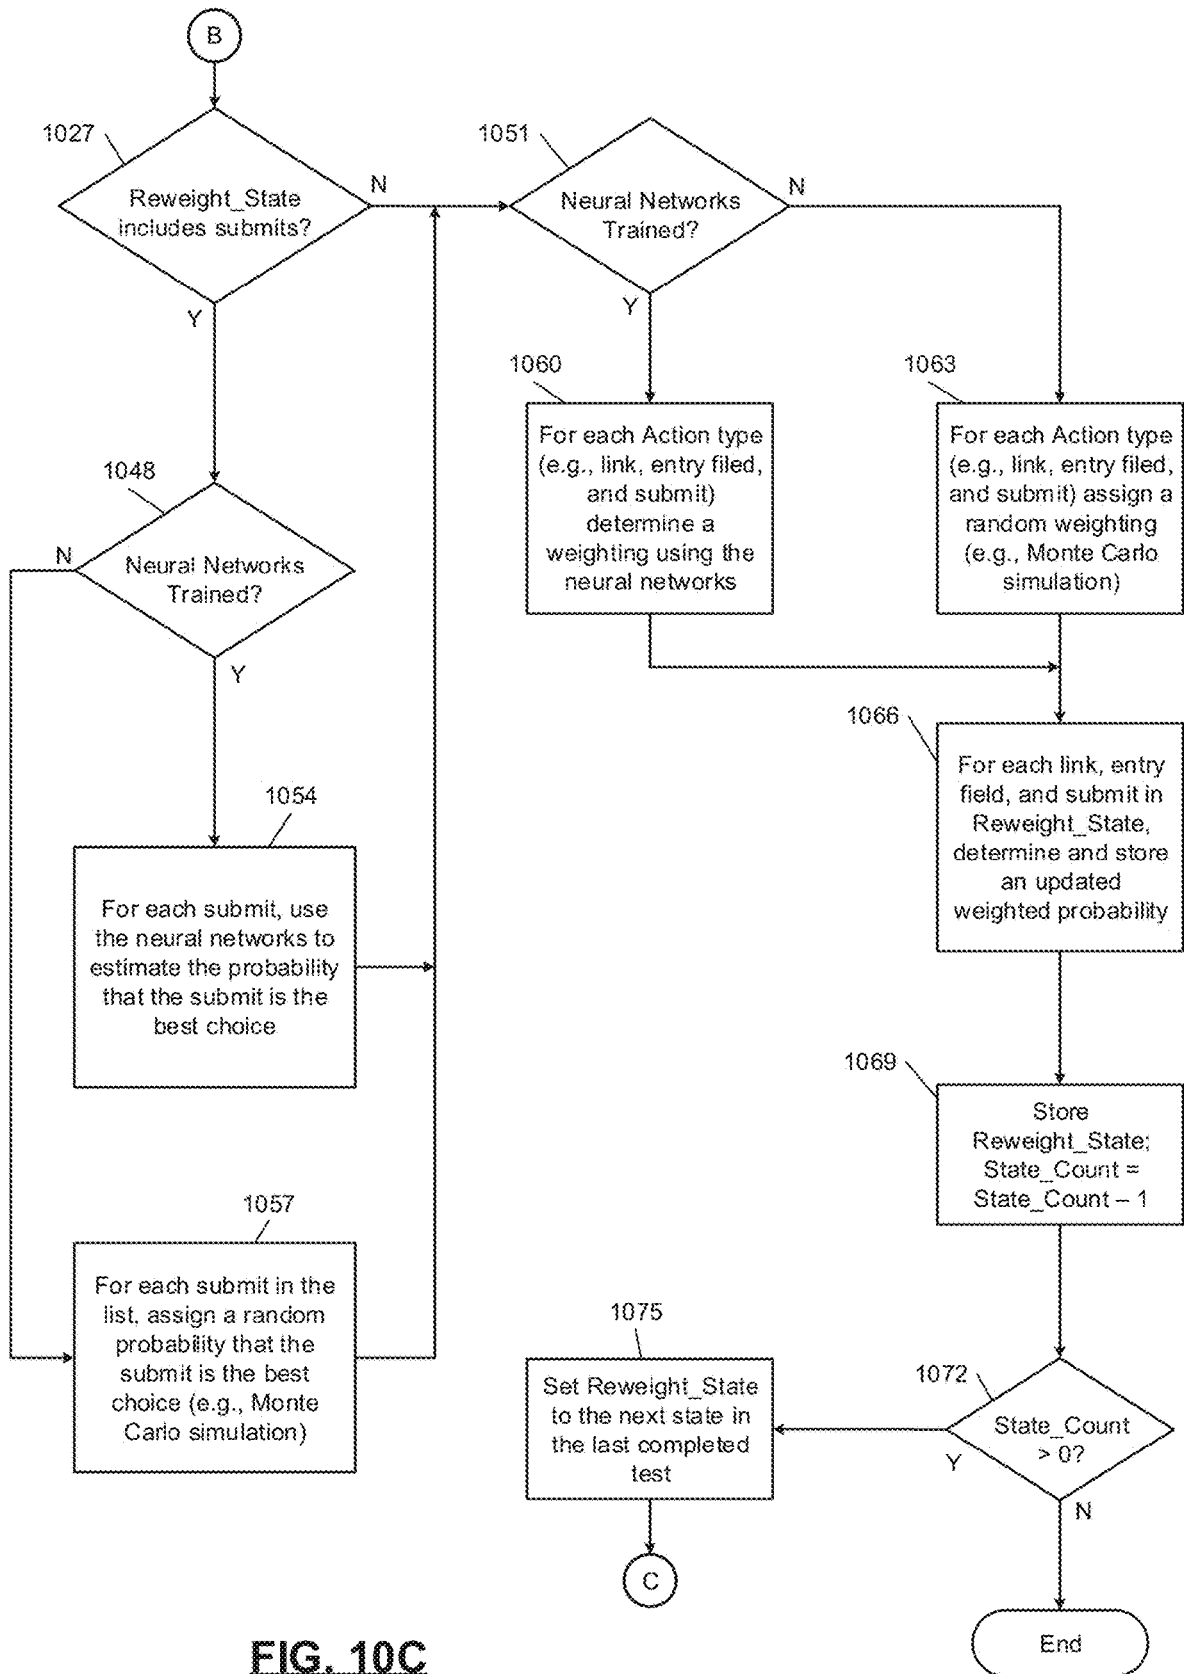 B
1027
Reweight_State
includes submits?
N
Y
1051
Neural Networks
Trained?
N
Y
1060
For each Action type
(e.g., link, entry filed,
and submit)
determine a
weighting using the
neural networks
1063
For each Action type
(e.g., link, entry filed,
and submit) assign a
random weighting
(e.g., Monte Carlo
simulation)
1048
Neural Networks
Trained?
N
Y
1054
For each submit, use
the neural networks to
estimate the probability
that the submit is the
best choice
1057
For each submit in the
list, assign a random
probability that the
submit is the best
choice (e.g., Monte
Carlo simulation)
1066
For each link, entry
field, and submit in
Reweight_State,
determine and store
an updated
weighted probability
1069
Store
Reweight_State;
State_Count =
State_Count – 1
1072
State_Count
> 0?
Y
N
1075
Set Reweight_State
to the next state in
the last completed
test
C
End
FIG. 10C